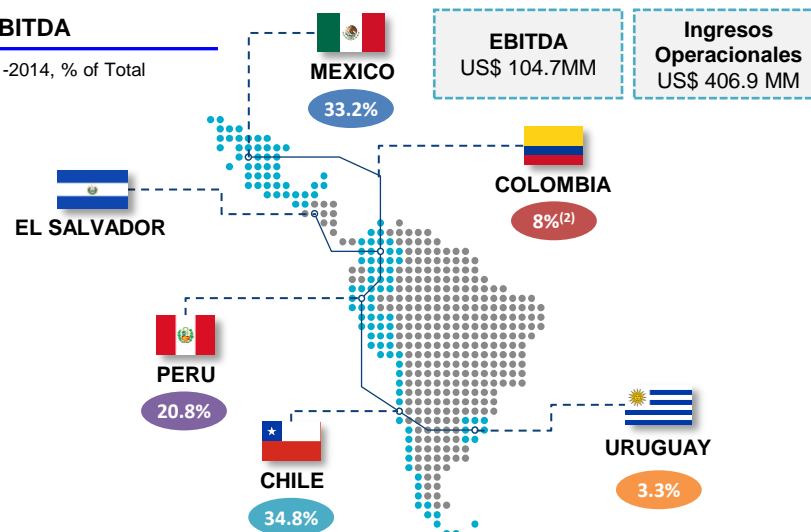 BITDA
-2014, % of Total
EBITDA
US$ 104.7MM
Ingresos
Operacionales
US$ 406.9 MM
MEXICO
33.2%
COLOMBIA
8%(2)
EL SALVADOR
PERU
20.8%
CHILE
34.8%
URUGUAY
3.3%